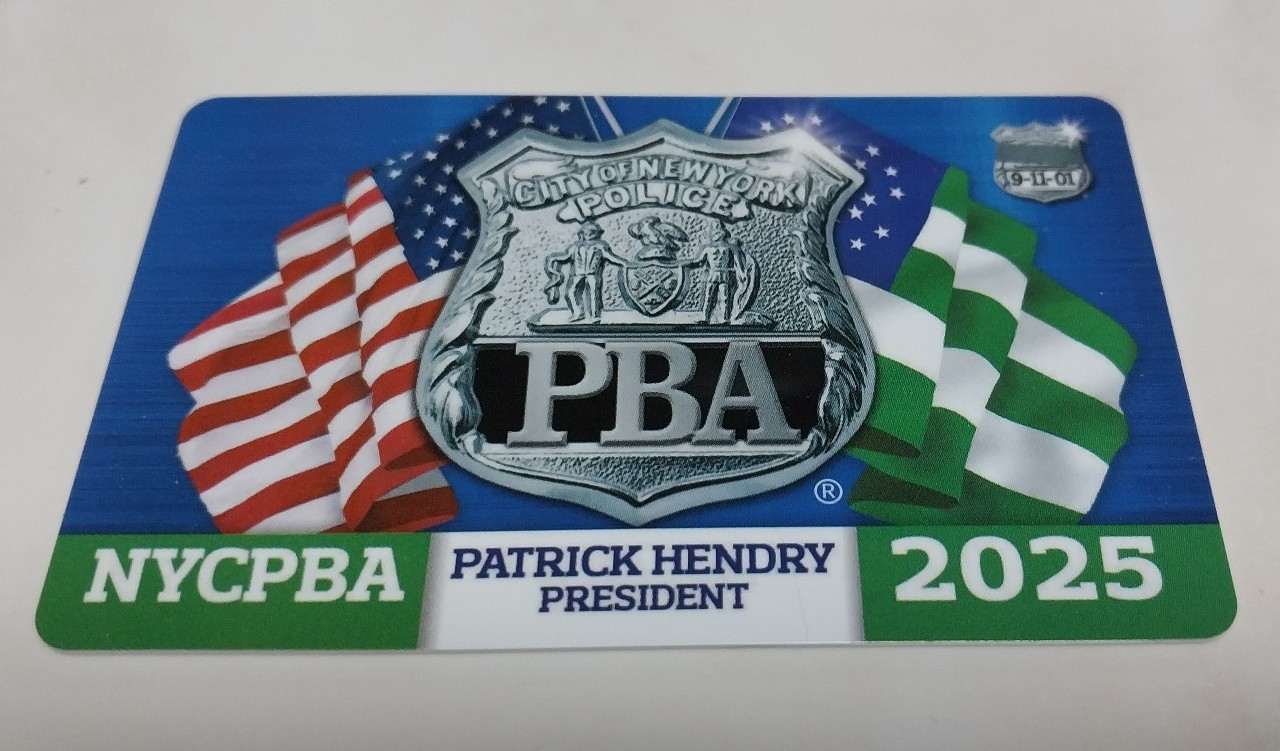 CITY OF NEW YORK
POLICE
9-11-01
PBA
®
NYCPBA
PATRICK HENDRY
PRESIDENT
2025